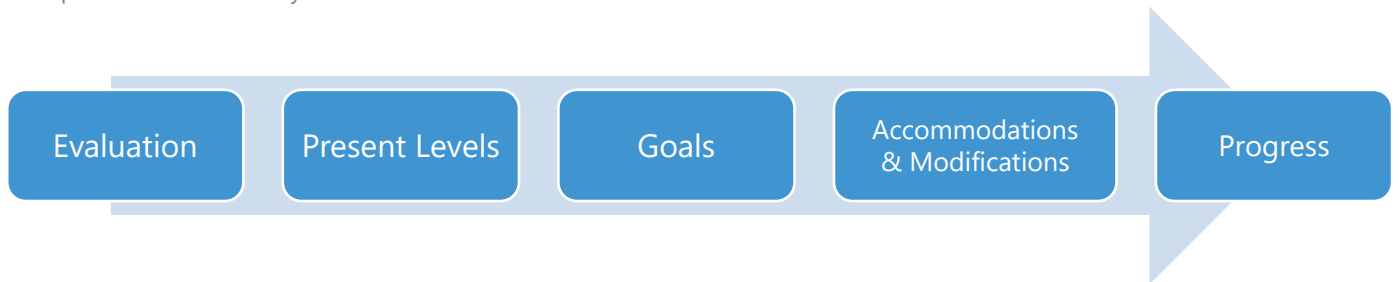 Evaluation
Present Levels
Goals
Accommodations
& Modifications
Progress